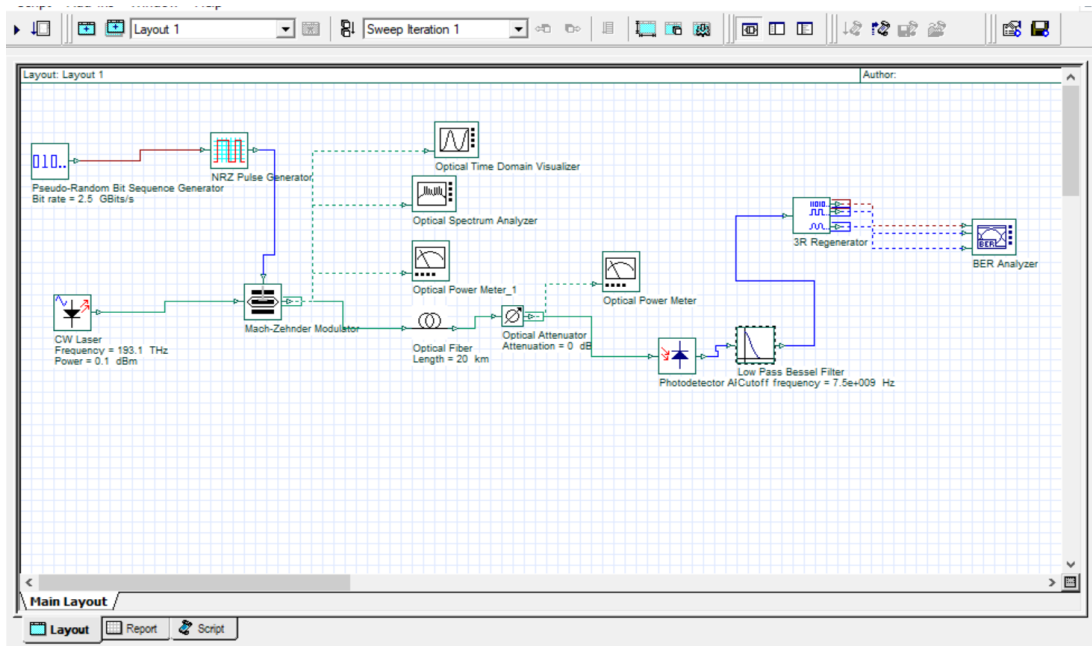 Layout 1
Sweep Iteration 1
Layout: Layout 1
Author:
010..
Pseudo-Random Bit Sequence Generator
Bit rate = 2.5 GBits/s
NRZ Pulse Generator
Optical Time Domain Visualizer
Optical Spectrum Analyzer
Optical Power Meter_1
Optical Power Meter
3R Regenerator
BER
BER Analyzer
CW Laser
Frequency = 193.1 THz
Power = 0.1 dBm
Mach-Zehnder Modulator
Optical Fiber
Length = 20 km
Optical Attenuator
Attenuation = 0 dB
Photodetector AP
Low Pass Bessel Filter
Cutoff frequency = 7.5e+009 Hz
Main Layout
Layout
Report
Script